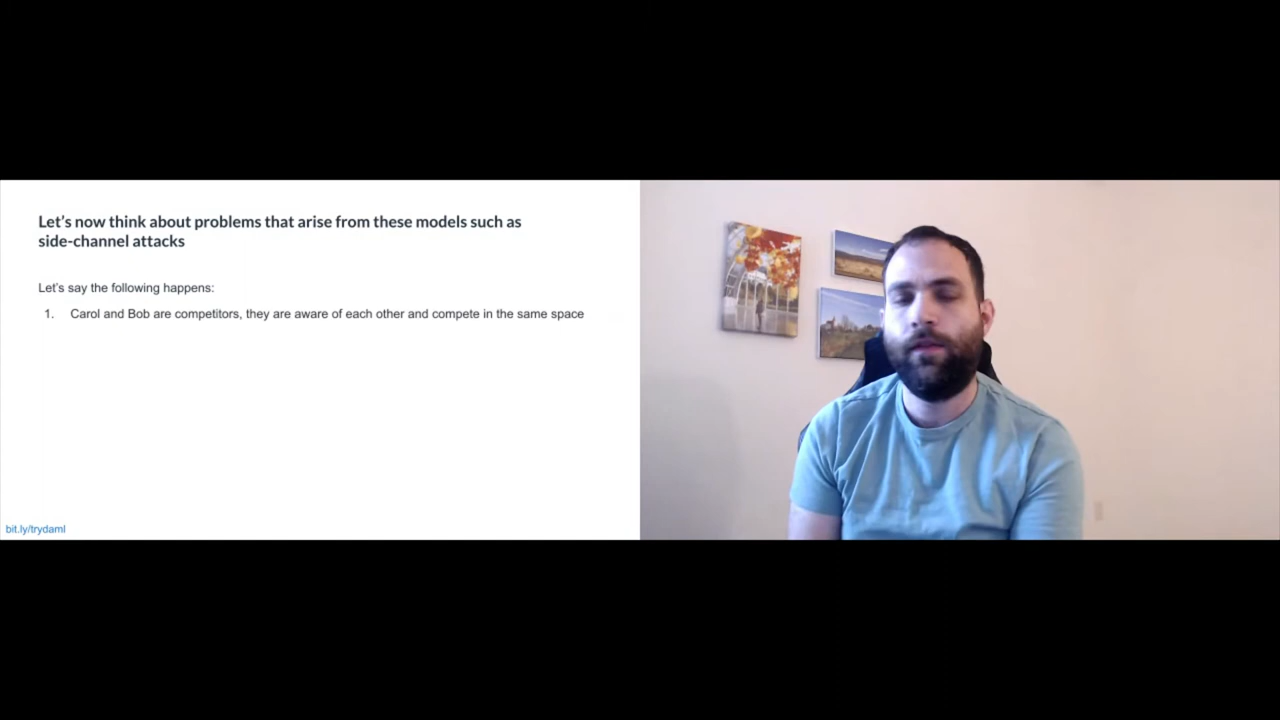 Let’s now think about problems that arise from these models such as
side-channel attacks
Let’s say the following happens:
1. Carol and Bob are competitors, they are aware of each other and compete in the same space
bit.ly/trydaml